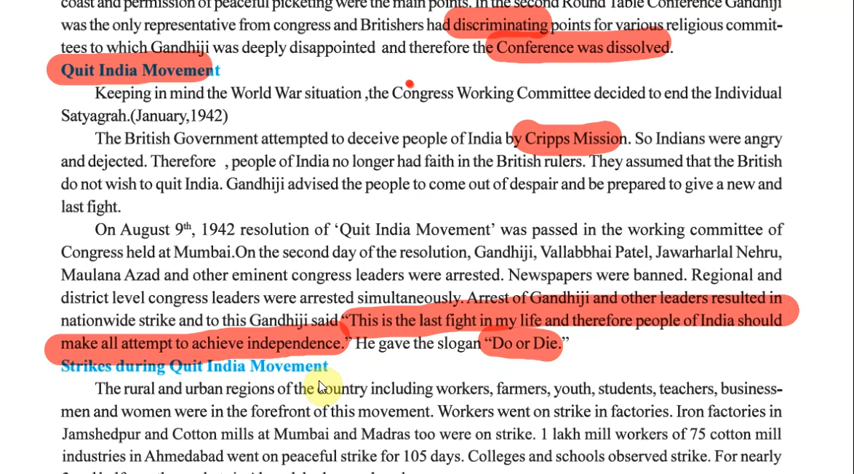 coast and permission of peaceful picketing were the main points. In the second Round Table Conference Gandhiji
was the only representative from congress and Britishers had discriminating points for various religious commit-
tees to which Gandhiji was deeply disappointed and therefore the Conference was dissolved.
Quit India Movement
Keeping in mind the World War situation ,the Congress Working Committee decided to end the Individual
Satyagrah.(January,1942)
The British Government attempted to deceive people of India by Cripps Mission. So Indians were angry
and dejected. Therefore , people of India no longer had faith in the British rulers. They assumed that the British
do not wish to quit India. Gandhiji advised the people to come out of despair and be prepared to give a new and
last fight.
On August 9th, 1942 resolution of ‘Quit India Movement’ was passed in the working committee of
Congress held at Mumbai.On the second day of the resolution, Gandhiji, Vallabbhai Patel, Jawarharlal Nehru,
Maulana Azad and other eminent congress leaders were arrested. Newspapers were banned. Regional and
district level congress leaders were arrested simultaneously. Arrest of Gandhiji and other leaders resulted in
nationwide strike and to this Gandhiji said “This is the last fight in my life and therefore people of India should
make all attempt to achieve independence.” He gave the slogan “Do or Die.”
Strikes during Quit India Movement
The rural and urban regions of the country including workers, farmers, youth, students, teachers, business-
men and women were in the forefront of this movement. Workers went on strike in factories. Iron factories in
Jamshedpur and Cotton mills at Mumbai and Madras too were on strike. 1 lakh mill workers of 75 cotton mill
industries in Ahmedabad went on peaceful strike for 105 days. Colleges and schools observed strike. For nearly